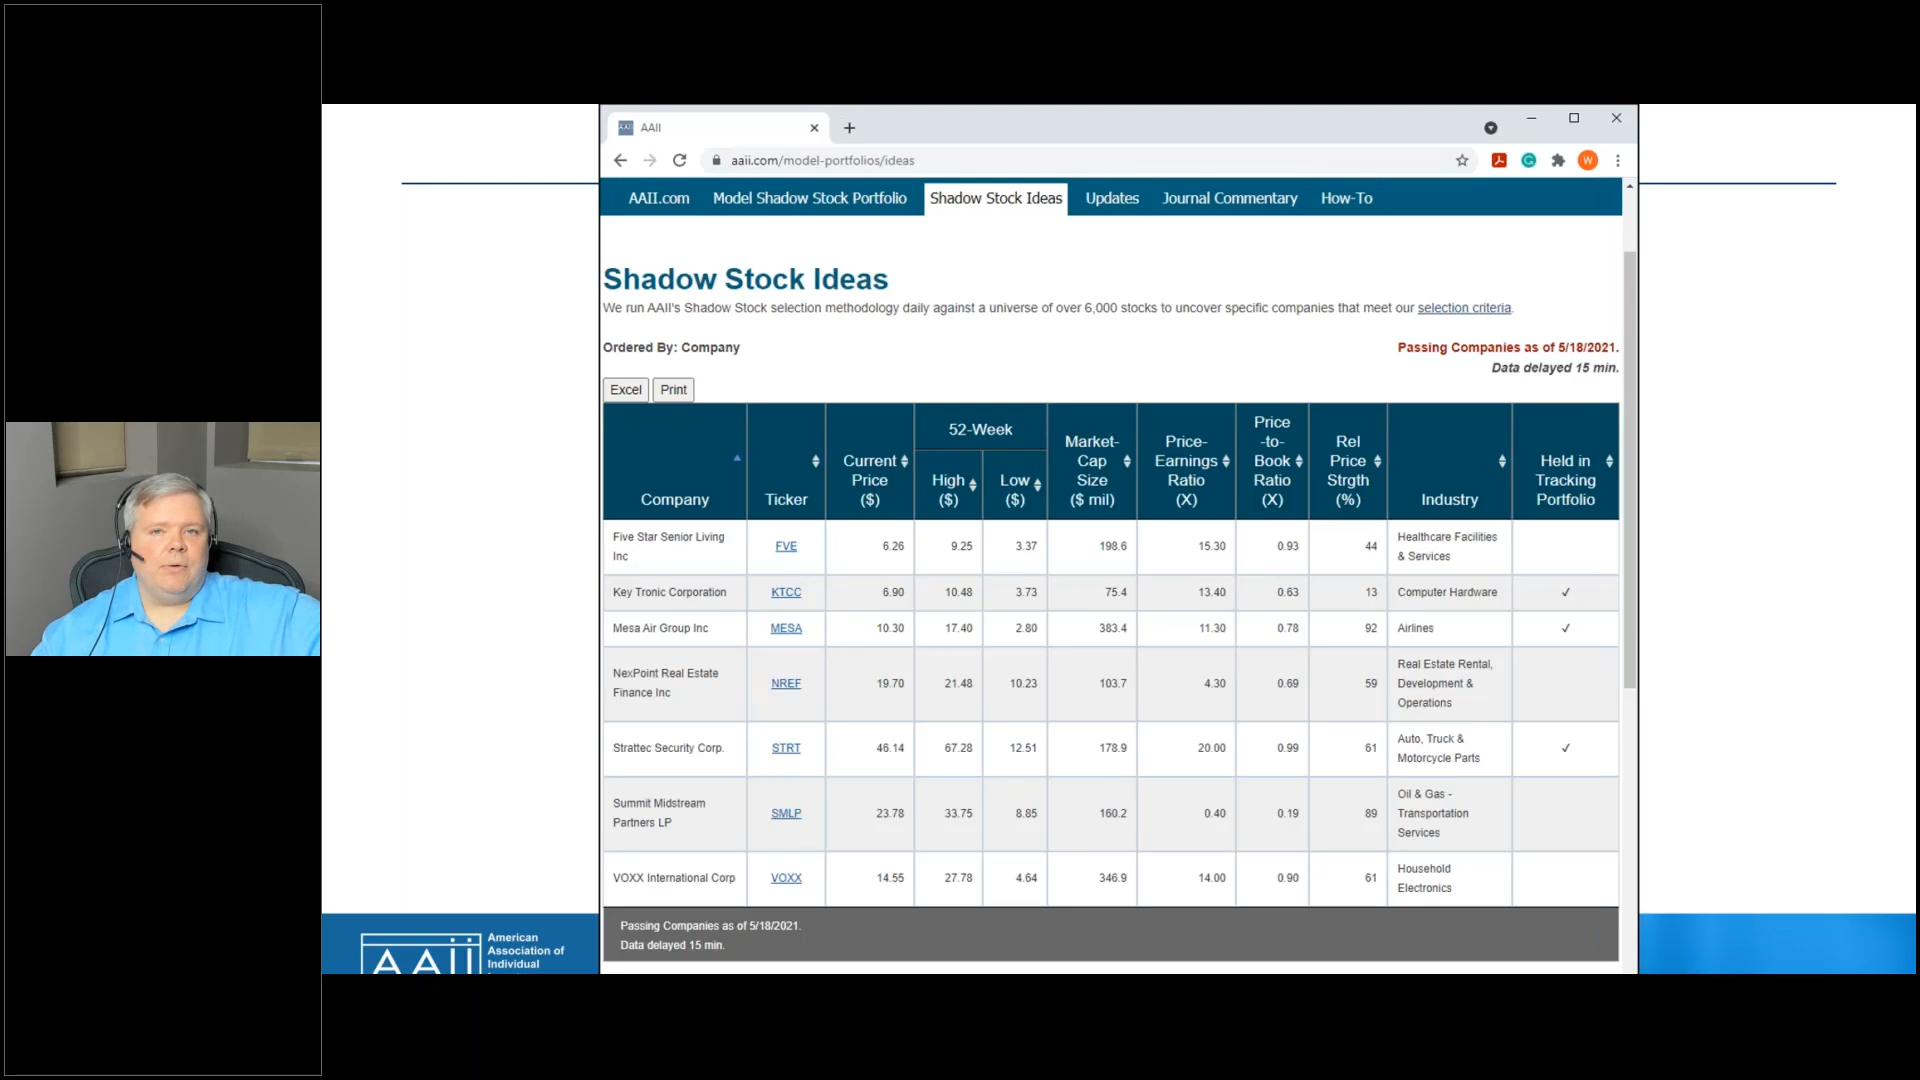 AAII
aaii.com/model-portfolios/ideas
W
AAII.com Model Shadow Stock Portfolio Shadow Stock Ideas Updates Journal Commentary How-To
Shadow Stock Ideas
We run AAII's Shadow Stock selection methodology daily against a universe of over 6,000 stocks to uncover specific companies that meet our selection criteria.
Ordered By: Company
Passing Companies as of 5/18/2021.
Data delayed 15 min.
Excel Print
Company
Ticker
Current
Price
($)
52-Week
High
($)
Low
($)
Market-
Cap
Size
($ mil)
Price-
Earnings
Ratio
(X)
Price
-to-
Book
Ratio
(X)
Rel
Price
Strgth
(%)
Industry
Held in
Tracking
Portfolio
Five Star Senior Living
Inc
FVE 6.26 9.25 3.37 198.6 15.30 0.93 44
Healthcare Facilities
& Services
Key Tronic Corporation KTCC 6.90 10.48 3.73 75.4 13.40 0.63 13 Computer Hardware ✓
Mesa Air Group Inc MESA 10.30 17.40 2.80 383.4 11.30 0.78 92 Airlines ✓
NexPoint Real Estate
Finance Inc
NREF 19.70 21.48 10.23 103.7 4.30 0.69 59
Real Estate Rental,
Development &
Operations
Strattec Security Corp. STRT 46.14 67.28 12.51 178.9 20.00 0.99 61
Auto, Truck &
Motorcycle Parts
✓
Summit Midstream
Partners LP
SMLP 23.78 33.75 8.85 160.2 0.40 0.19 89
Oil & Gas -
Transportation
Services
VOXX International Corp VOXX 14.55 27.78 4.64 346.9 14.00 0.90 61
Household
Electronics
Passing Companies as of 5/18/2021.
Data delayed 15 min.
AAII
American
Association of
Individual